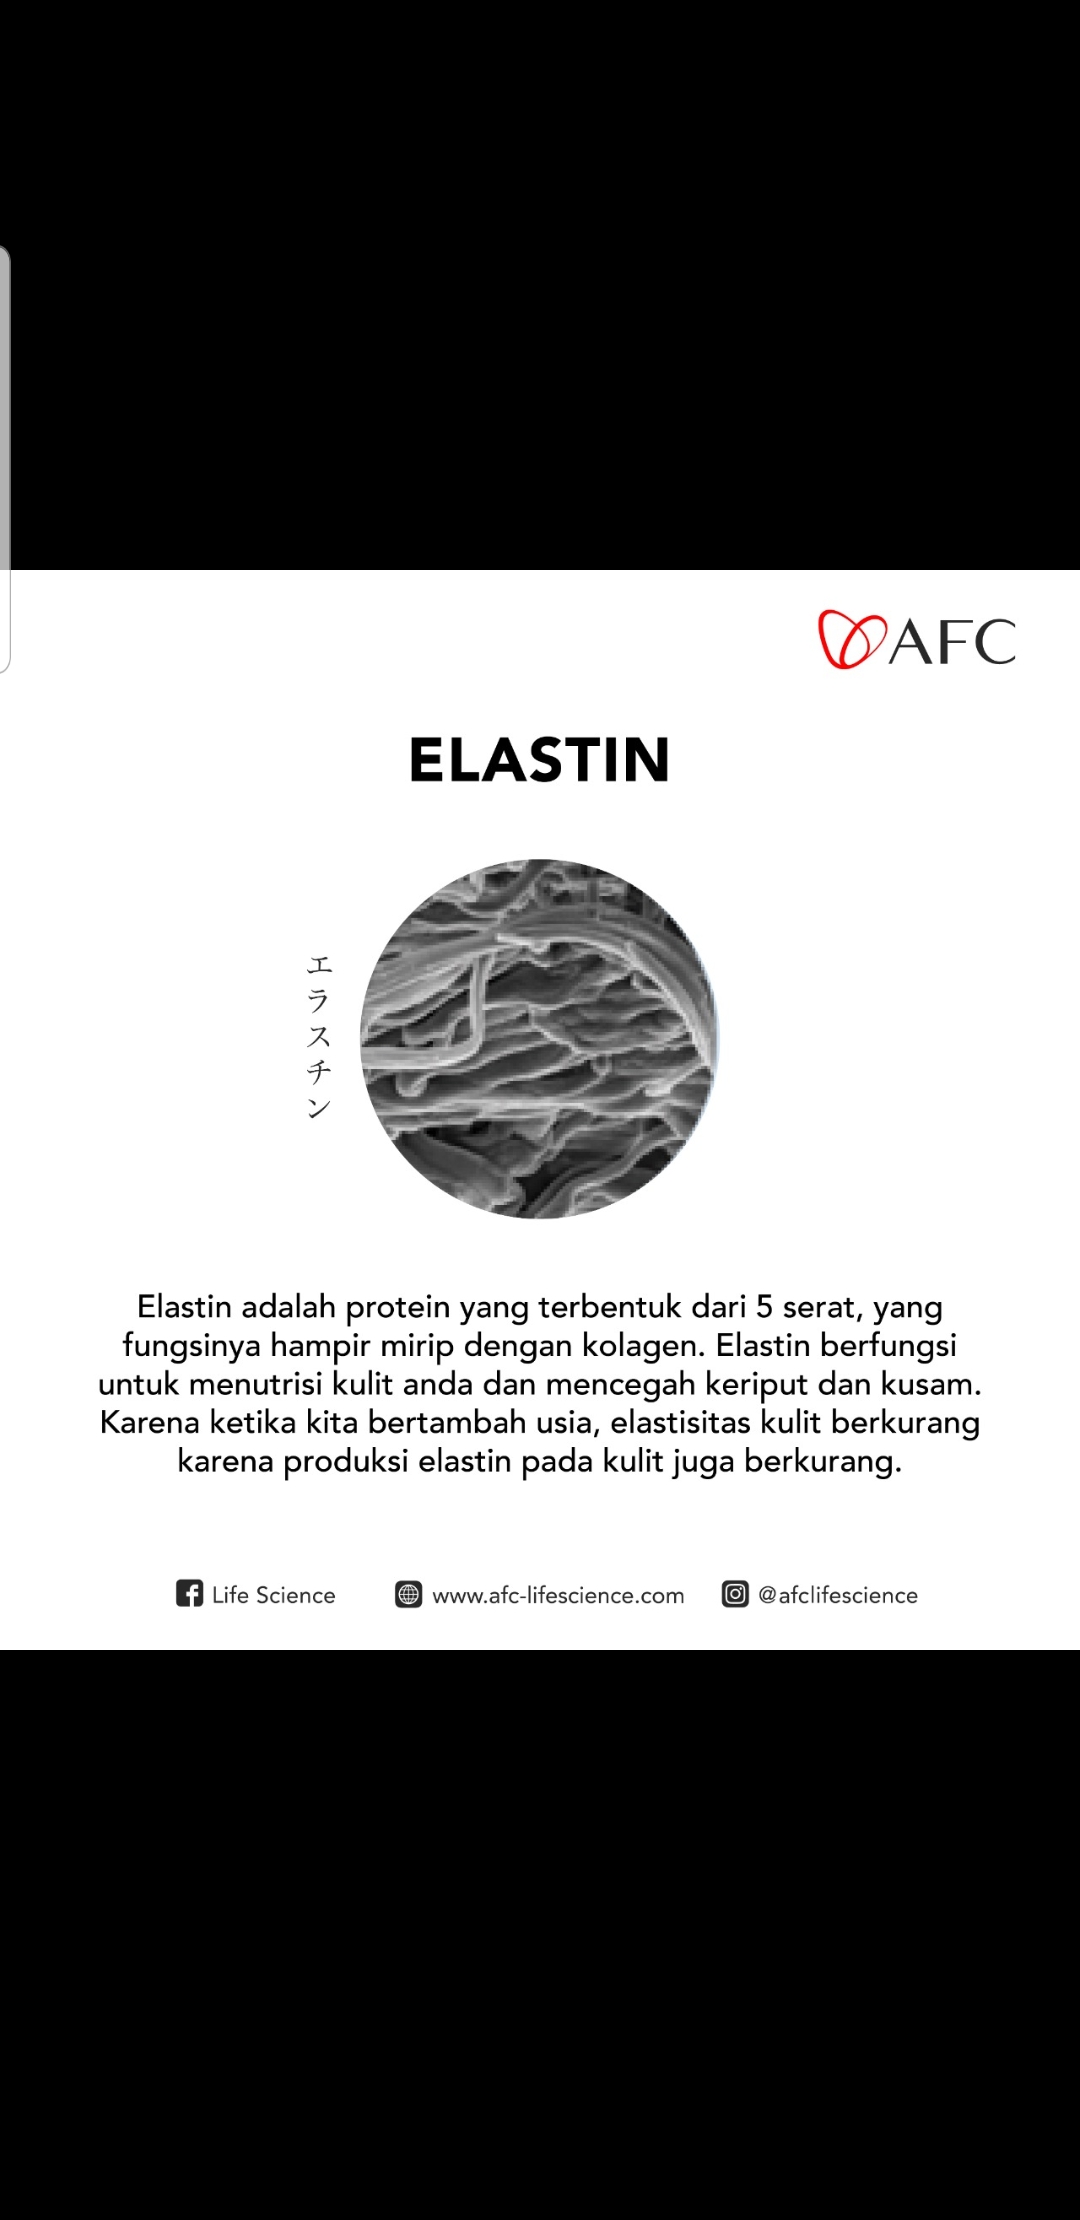 AFC
ELASTIN
エラスチン
Elastin adalah protein yang terbentuk dari 5 serat, yang
fungsinya hampir mirip dengan kolagen. Elastin berfungsi
untuk menutrisi kulit anda dan mencegah keriput dan kusam.
Karena ketika kita bertambah usia, elastisitas kulit berkurang
karena produksi elastin pada kulit juga berkurang.
Life Science www.afc-lifescience.com @afclifescience